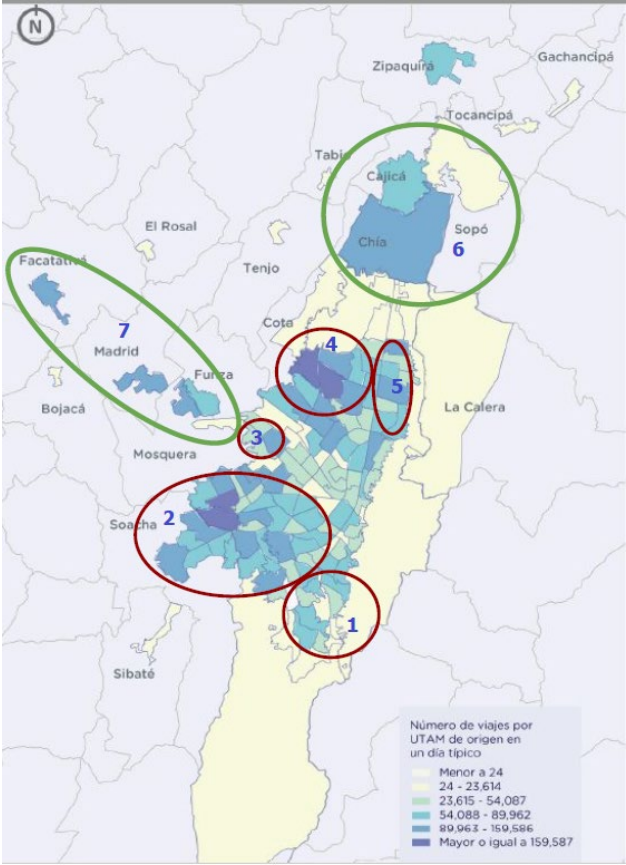 N
Gachancipá
Zipaquirá
Tocancipá
Tabio
Cajicá
El Rosal
Chía
Sopó
6
Facatativá
Tenjo
7
Cota
Madrid
4
Funza
5
Bojacá
La Calera
3
Mosquera
Soacha
2
1
Sibaté
Número de viajes por
UTAM de origen en
un día típico
Menor a 24
24 - 23,614
23,615 - 54,087
54,088 - 89,962
89,963 - 159,586
Mayor o igual a 159,587